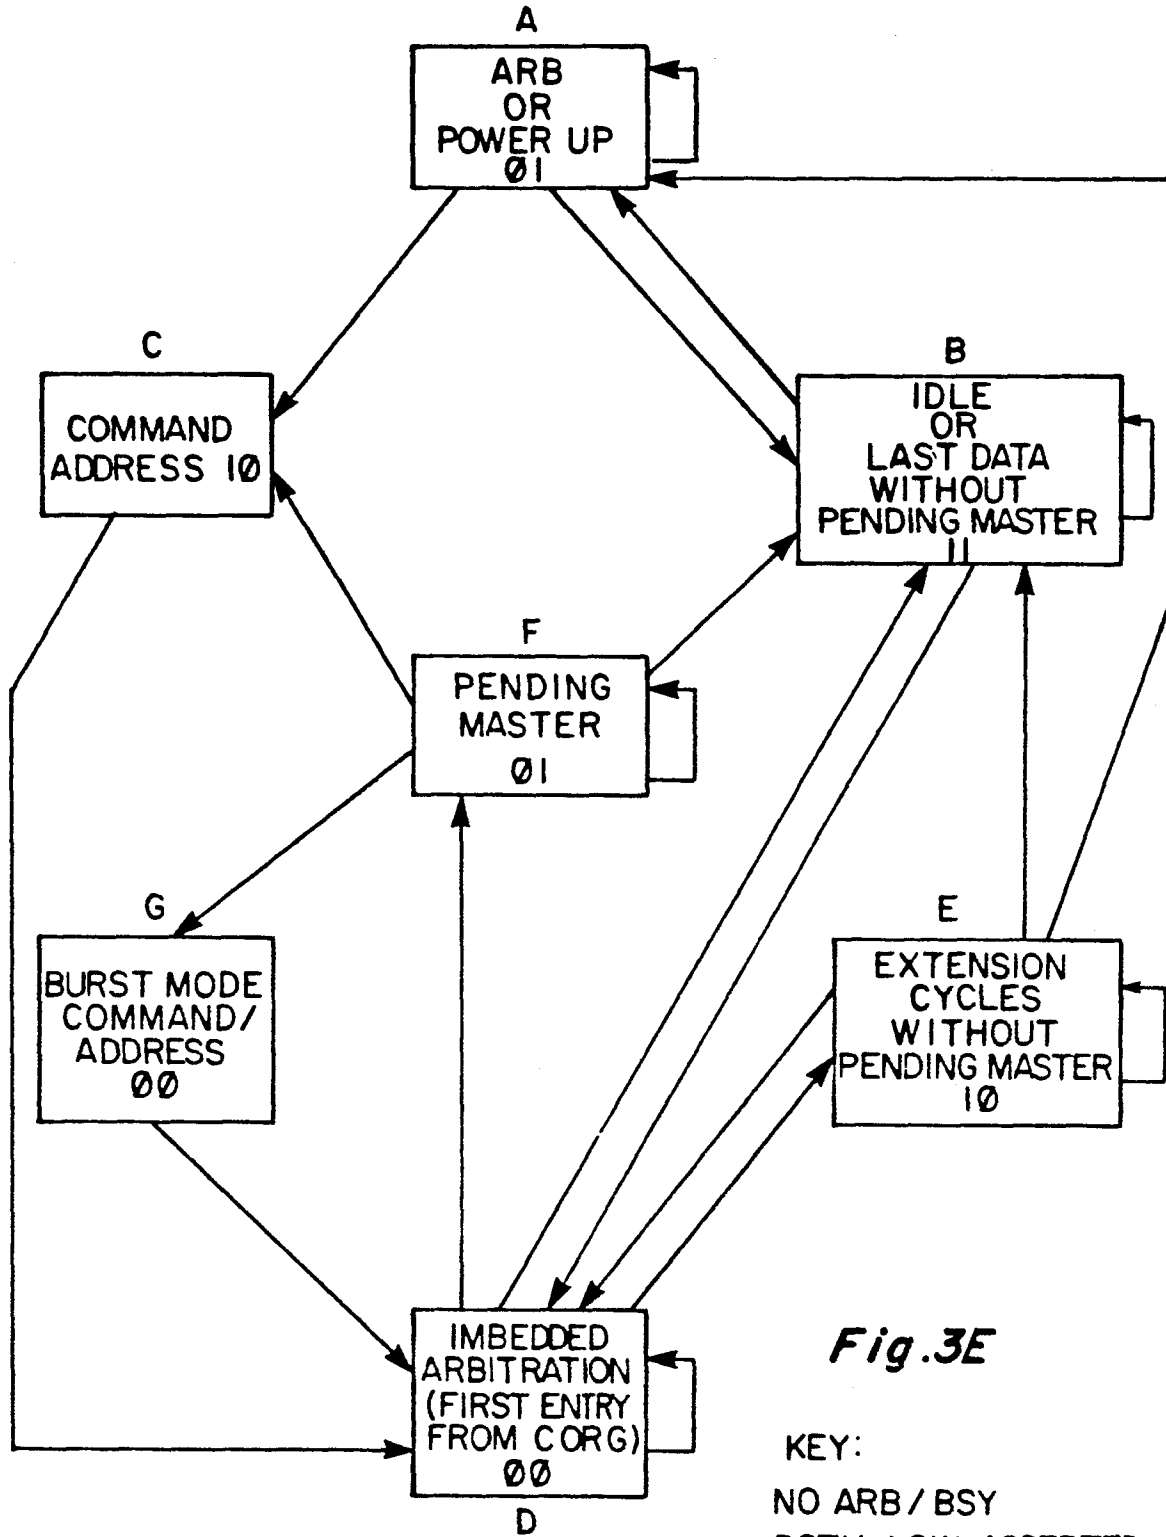 A
ARB
OR
POWER UP
Ø1
C
COMMAND
ADDRESS 1Ø
B
IDLE
OR
LAST DATA
WITHOUT
PENDING MASTER
11
F
PENDING
MASTER
Ø1
G
BURST MODE
COMMAND/
ADDRESS
ØØ
E
EXTENSION
CYCLES
WITHOUT
PENDING MASTER
1Ø
IMBEDDED
ARBITRATION
(FIRST ENTRY
FROM CORG)
ØØ
D
Fig.3E
KEY:
NO ARB/BSY